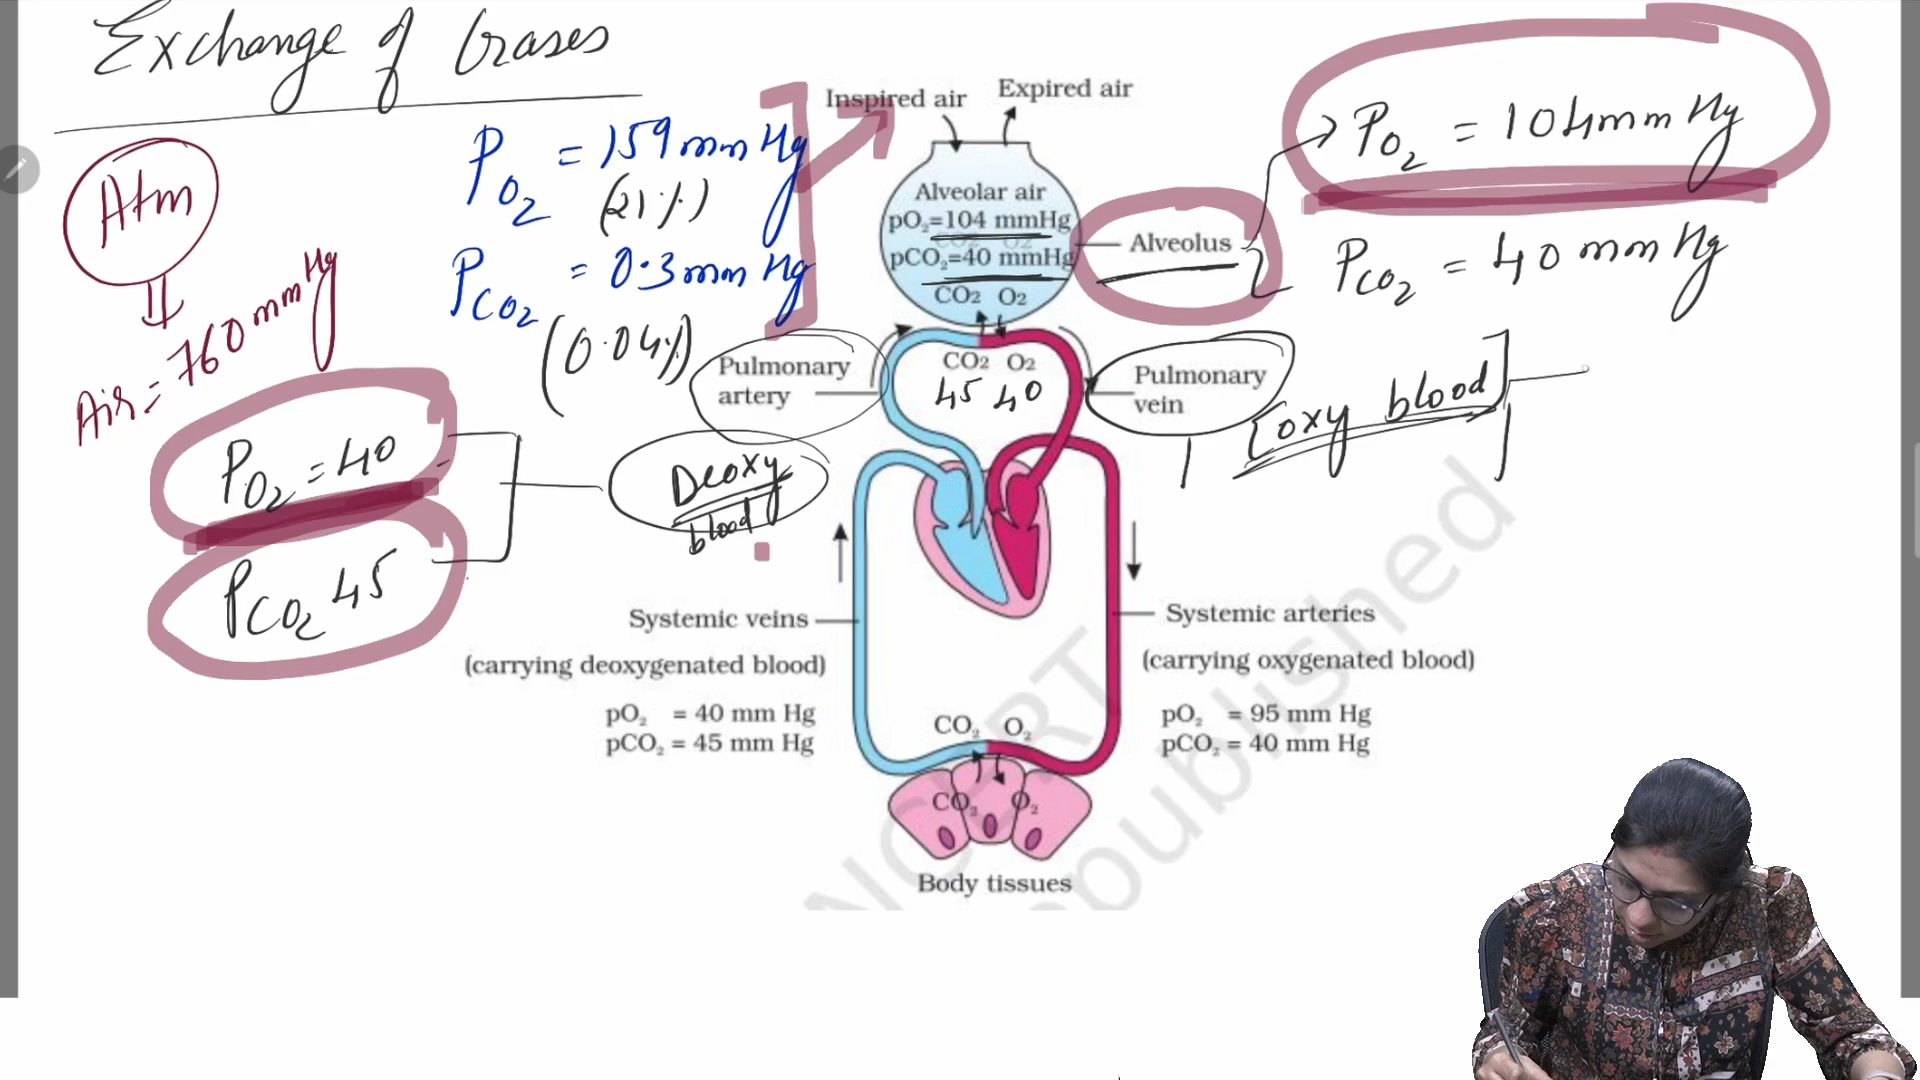 Exchange of Gases
Atm
Air = 760 mm Hg
PO2 = 159 mm Hg
(21%)
PCO2 = 0.3 mm Hg
(0.04%)
Inspired air
Expired air
Alveolar air
pO2=104 mmHg
pCO2=40 mmHg
CO2 O2
Alveolus
PO2 = 104 mm Hg
PCO2 = 40 mm Hg
Pulmonary
artery
CO2 O2
45 40
Pulmonary
vein
oxy blood
PO2 = 40
PCO2 45
Deoxy
blood
Systemic veins
(carrying deoxygenated blood)
pO2 = 40 mm Hg
pCO2 = 45 mm Hg
Systemic arteries
(carrying oxygenated blood)
pO2 = 95 mm Hg
pCO2 = 40 mm Hg
CO2 O2
CO2 O2
Body tissues
NCERT
published